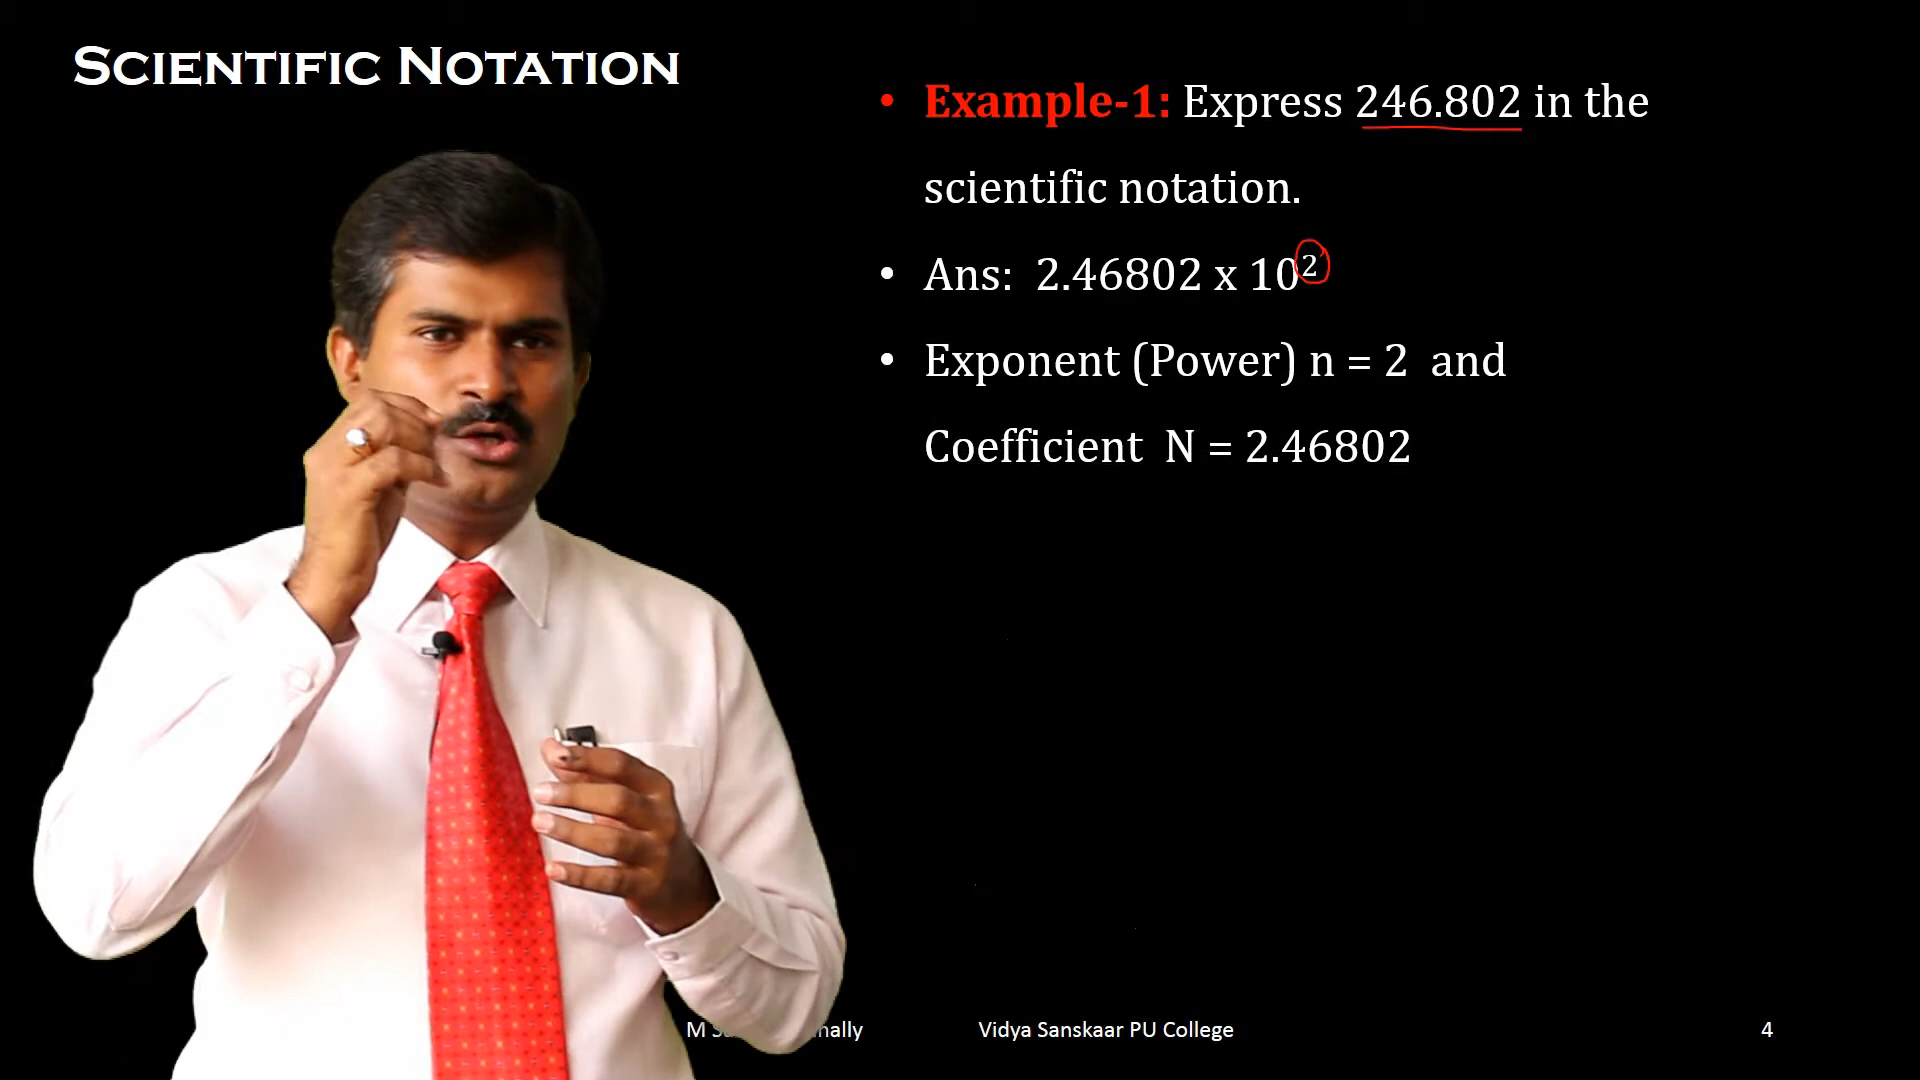 SCIENTIFIC NOTATION
• Example-1: Express 246.802 in the
scientific notation.
• Ans: 2.46802 x 10²
• Exponent (Power) n = 2 and
Coefficient N = 2.46802
M
Vidya Sanskaar PU College
4